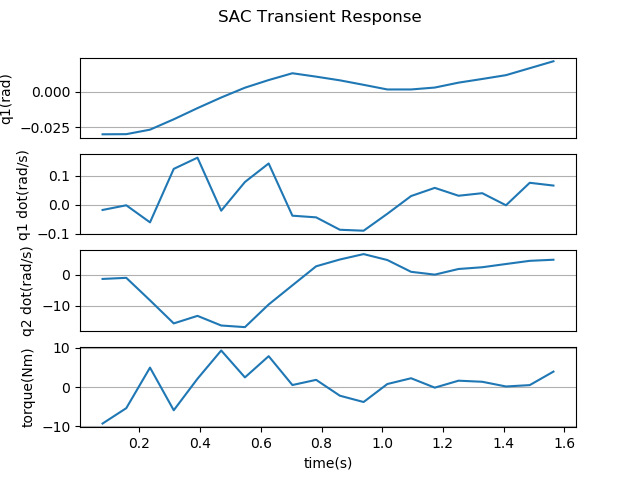 SAC Transient Response
q1(rad)
0.000
−0.025
q1 dot(rad/s)
0.1
0.0
−0.1
q2 dot(rad/s)
0
−10
torque(Nm)
10
0
−10
0.2 0.4 0.6 0.8 1.0 1.2 1.4 1.6
time(s)